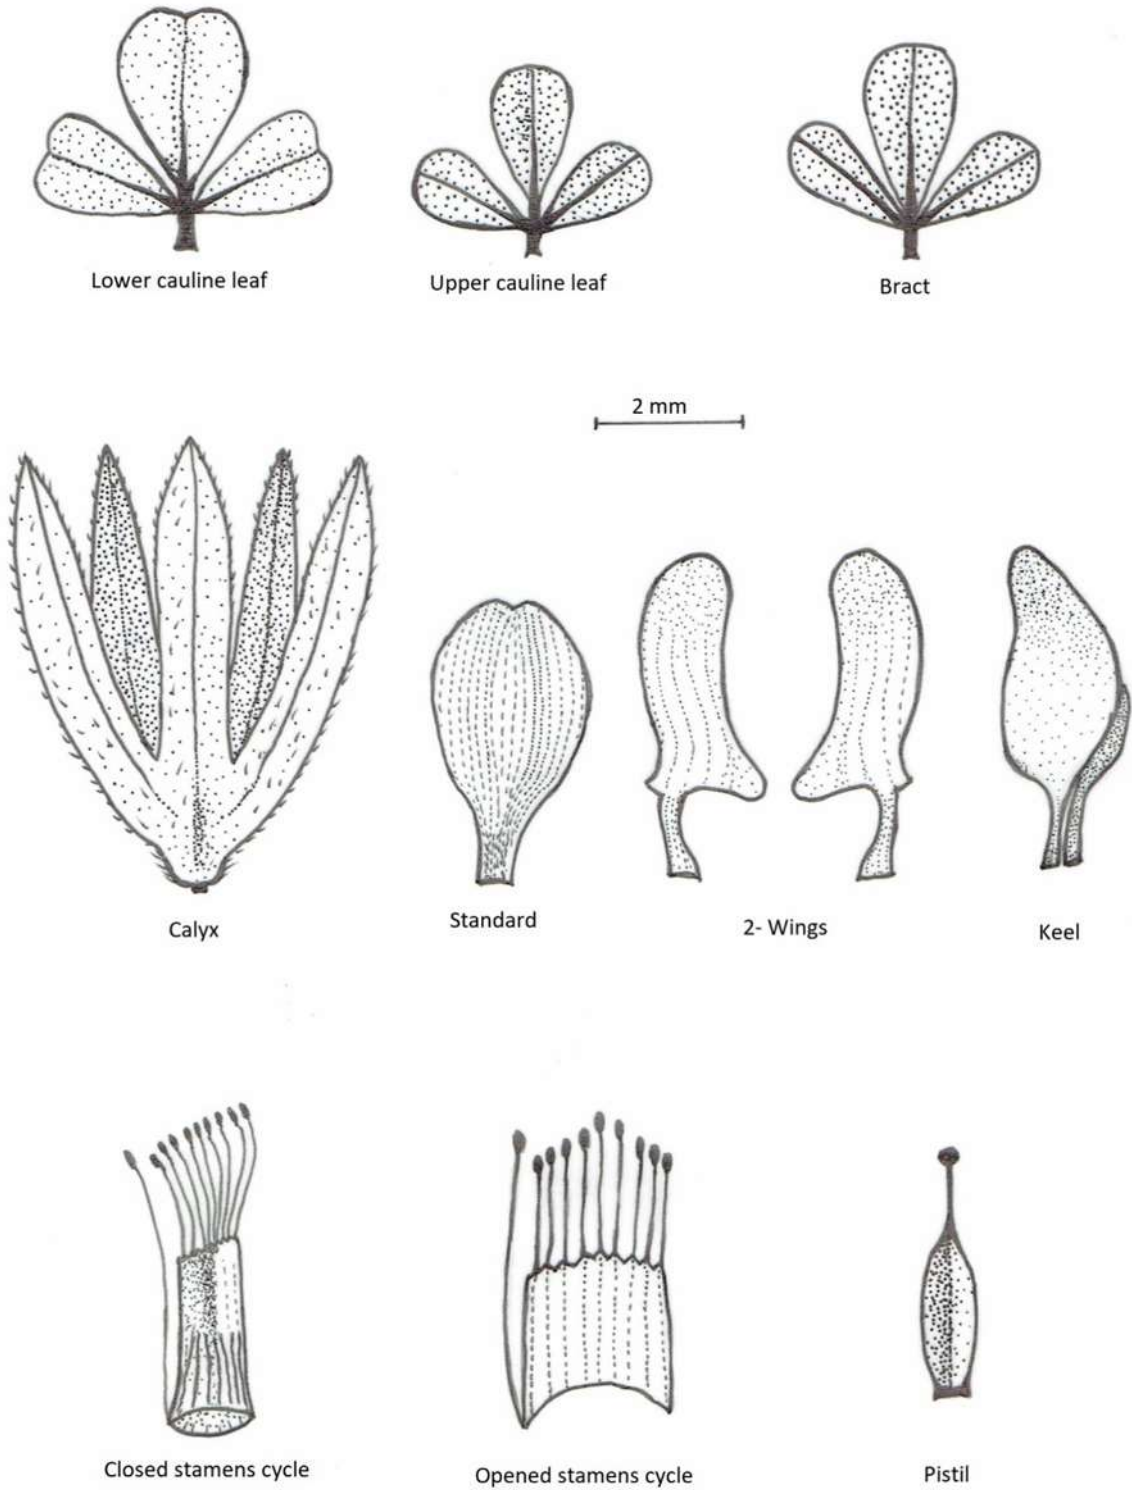 Lower cauline leaf
Upper cauline leaf
Bract
2 mm
Calyx
Standard
2- Wings
Keel
Closed stamens cycle
Opened stamens cycle
Pistil